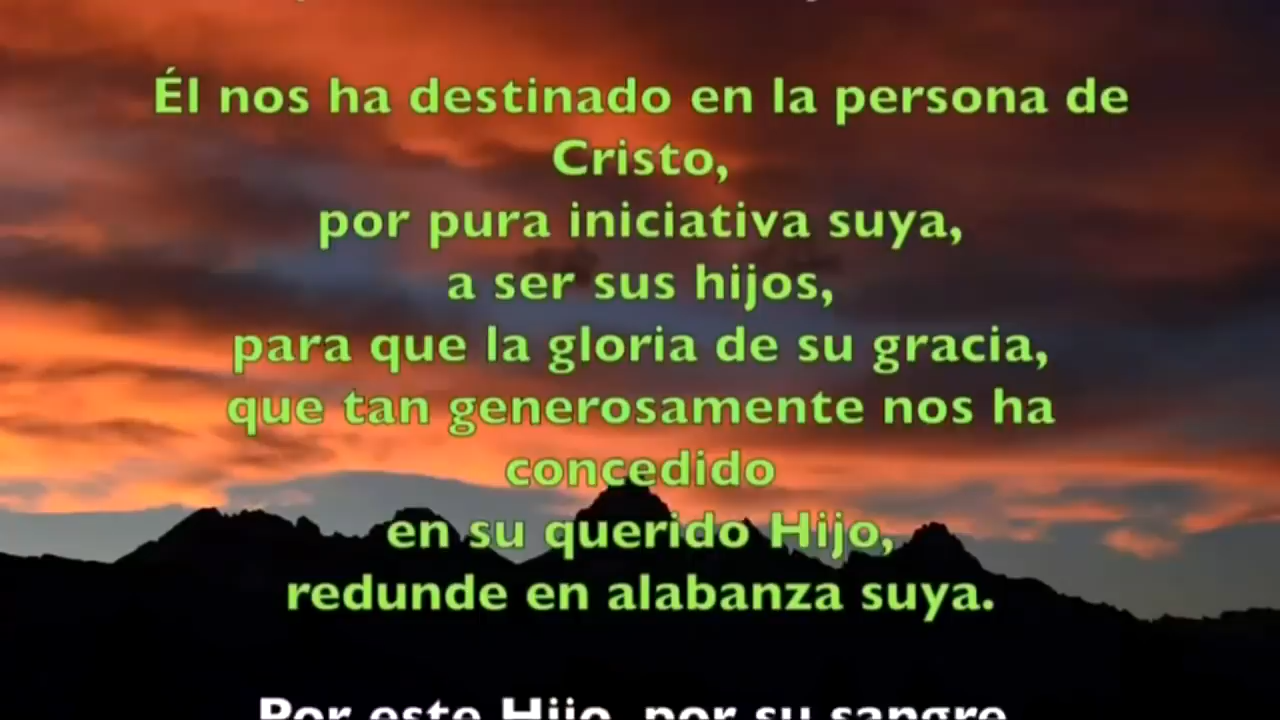 Él nos ha destinado en la persona de
Cristo,
por pura iniciativa suya,
a ser sus hijos,
para que la gloria de su gracia,
que tan generosamente nos ha
concedido
en su querido Hijo,
redunde en alabanza suya.
Por este Hijo, por su sangre,